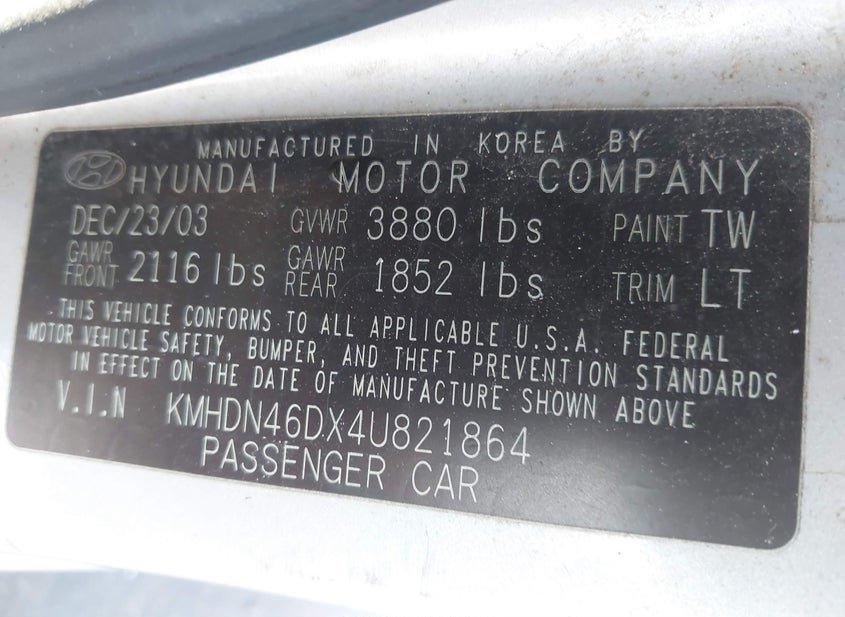 MANUFACTURED IN KOREA BY
HYUNDAI MOTOR COMPANY
DEC/23/03 GVWR 3880 lbs PAINT TW
GAWR FRONT 2116 lbs GAWR REAR 1852 lbs TRIM LT
THIS VEHICLE CONFORMS TO ALL APPLICABLE U.S.A. FEDERAL
MOTOR VEHICLE SAFETY, BUMPER, AND THEFT PREVENTION STANDARDS
IN EFFECT ON THE DATE OF MANUFACTURE SHOWN ABOVE
V.I.N KMHDN46DX4U821864
PASSENGER CAR